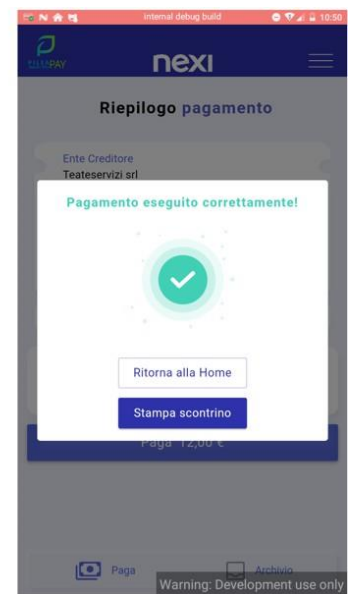 Internal debug build
10:50
PAY
nexi
Riepilogo pagamento
Ente Creditore
Teateservizi srl
Pagamento eseguito correttamente!
Ritorna alla Home
Stampa scontrino
Paga 12,00 €
Paga
Archivio
Warning: Development use only